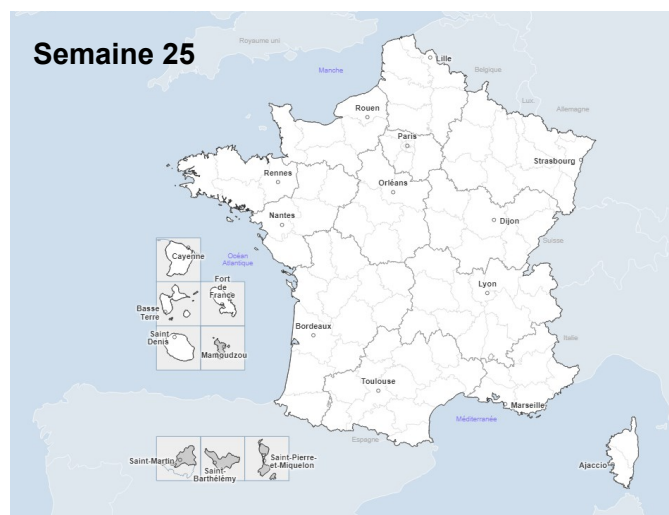 Semaine 25
Royaume uni
Manche
Lille
Belgique
Rouen
Luc
Allemagne
Paris
Strasbourg
Rennes
Orléans
Nantes
Dijon
Suisse
Cayenne
Océan
Atlantique
Fort
de
France
Lyon
Basse
Terre
Saint
Denis
Mamoudzou
Bordeaux
Italie
Toulouse
Marseille
Méditerranée
Espagne
Saint-Martin
Saint-
Barthélémy
Saint-Pierre-
et-Miquelon
Ajaccio